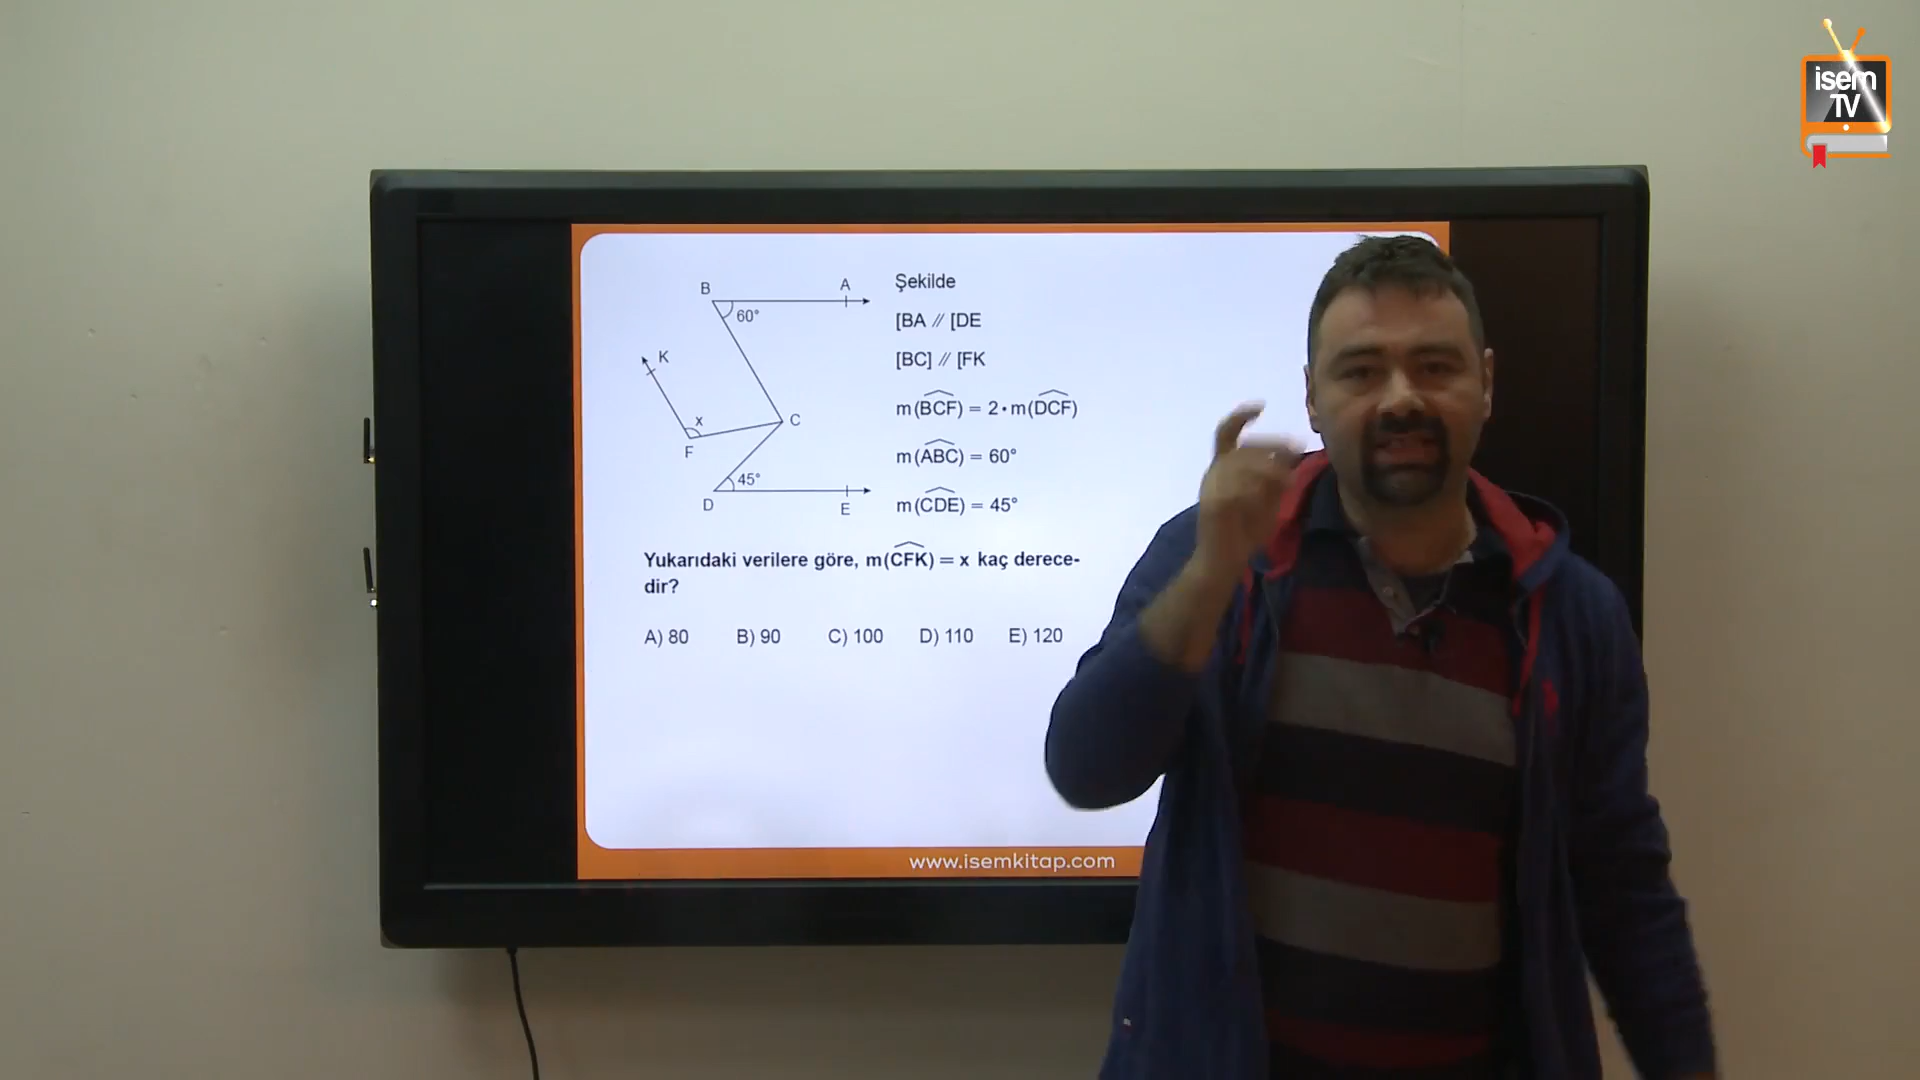 isem
TV
B
A
60°
K
x
C
F
45°
D
E
Şekilde
[BA // [DE
[BC] // [FK
m(BCF) = 2 • m(DCF)
m(ABC) = 60°
m(CDE) = 45°
Yukarıdaki verilere göre, m(CFK) = x kaç derece-
dir?
A) 80 B) 90 C) 100 D) 110 E) 120
www.isemkitap.com